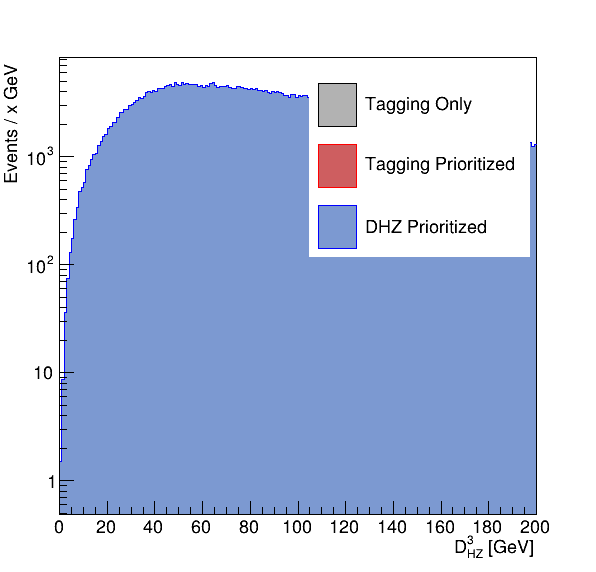 Events / x GeV
10³
10²
10
1
Tagging Only
Tagging Prioritized
DHZ Prioritized
0 20 40 60 80 100 120 140 160 180 200
D³HZ [GeV]